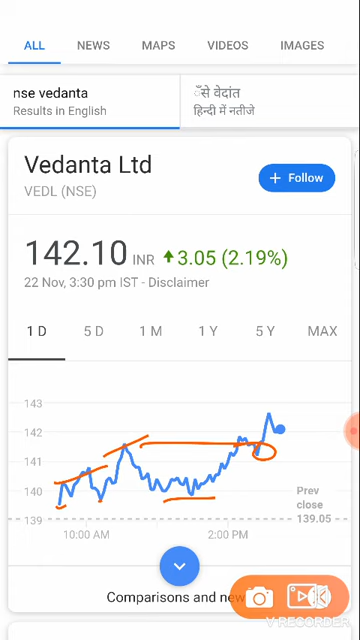 ALL NEWS MAPS VIDEOS IMAGES
nse vedanta
Results in English
ँसे वेदांत
हिन्दी में नतीजे
Vedanta Ltd
VEDL (NSE)
+ Follow
142.10 INR ↑ 3.05 (2.19%)
22 Nov, 3:30 pm IST - Disclaimer
1 D 5 D 1 M 1 Y 5 Y MAX
143
142
141
140
139
Prev
close
139.05
10:00 AM 2:00 PM
Comparisons and new
V RECORDER